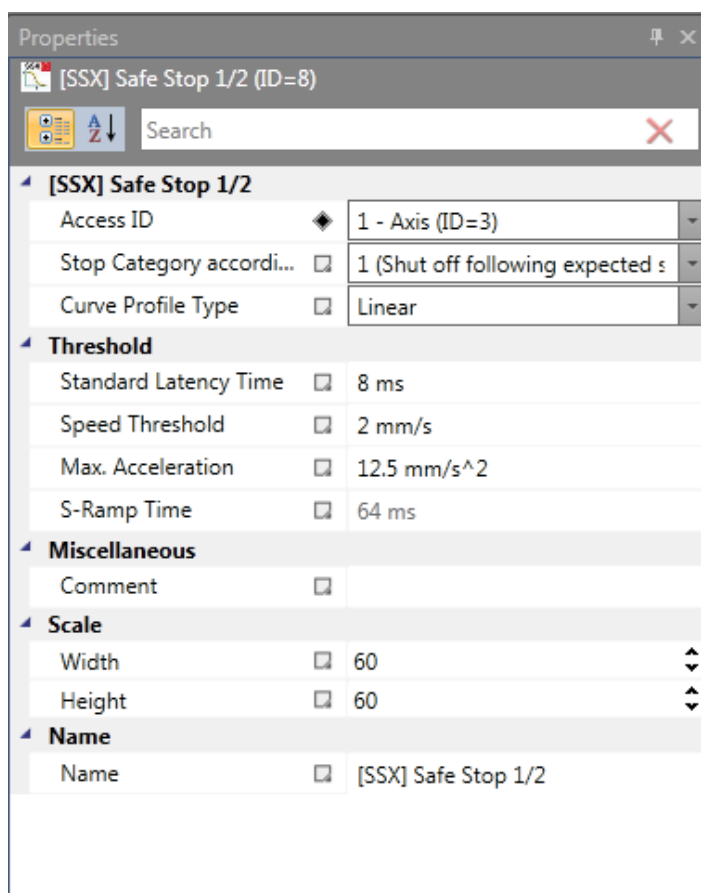 Properties
[SSX] Safe Stop 1/2 (ID=8)
Search
[SSX] Safe Stop 1/2
Access ID 1 - Axis (ID=3)
Stop Category accordi... 1 (Shut off following expected s
Curve Profile Type Linear
Threshold
Standard Latency Time 8 ms
Speed Threshold 2 mm/s
Max. Acceleration 12.5 mm/s^2
S-Ramp Time 64 ms
Miscellaneous
Comment
Scale
Width 60
Height 60
Name
Name [SSX] Safe Stop 1/2